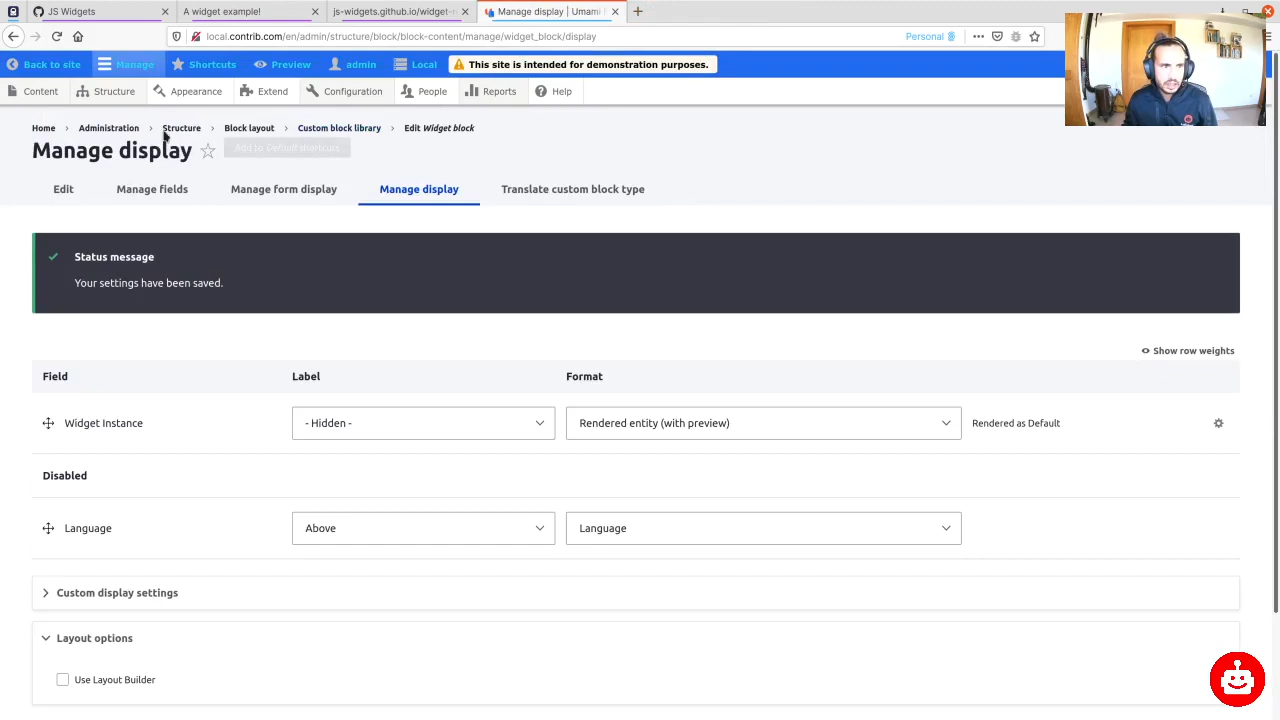 JS Widgets
A widget example!
js-widgets.github.io/widget-r
Manage display | Umami F
local.contrib.com/en/admin/structure/block/block-content/manage/widget_block/display
Personal
Back to site
Manage
Shortcuts
Preview
admin
Local
This site is intended for demonstration purposes.
Content
Structure
Appearance
Extend
Configuration
People
Reports
Help
Home › Administration › Structure › Block layout › Custom block library › Edit Widget block
Manage display
Add to Default shortcuts
Edit
Manage fields
Manage form display
Manage display
Translate custom block type
Status message
Your settings have been saved.
Show row weights
Field
Label
Format
Widget Instance
- Hidden -
Rendered entity (with preview)
Rendered as Default
Disabled
Language
Above
Language
Custom display settings
Layout options
Use Layout Builder